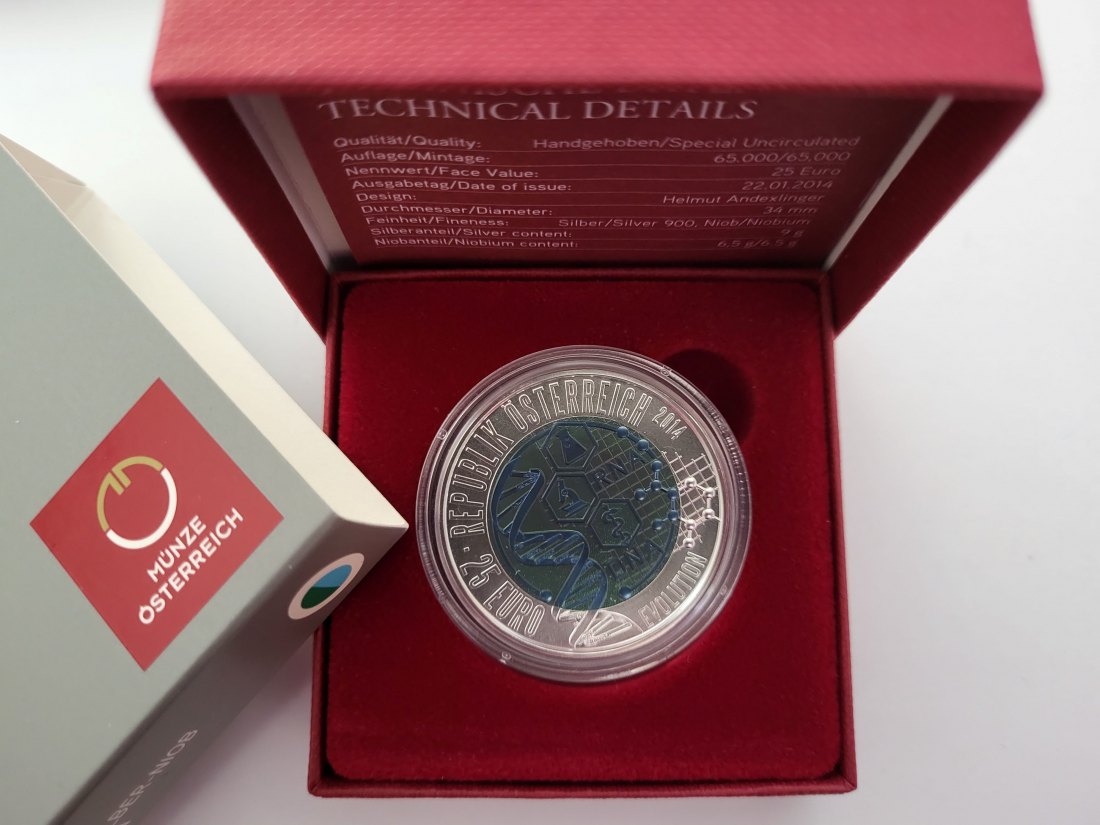 TECHNICAL DETAILS
Qualität/Quality: Handgehoben/Special Uncirculated
Auflage/Mintage: 65.000/65,000
Nennwert/Face Value: 25 Euro
Ausgabetag/Date of issue: 22.01.2014
Design: Helmut Andexlinger
Durchmesser/Diameter: 34 mm
Feinheit/Fineness: Silber/Silver 900, Niob/Niobium
Silberanteil/Silver content: 9 g
Niobanteil/Niobium content: 6,5 g/6.5 g
25 EURO · REPUBLIK ÖSTERREICH 2014
RNA
DNA
EVOLUTION
MÜNZE
ÖSTERREICH
LBER-NIOB